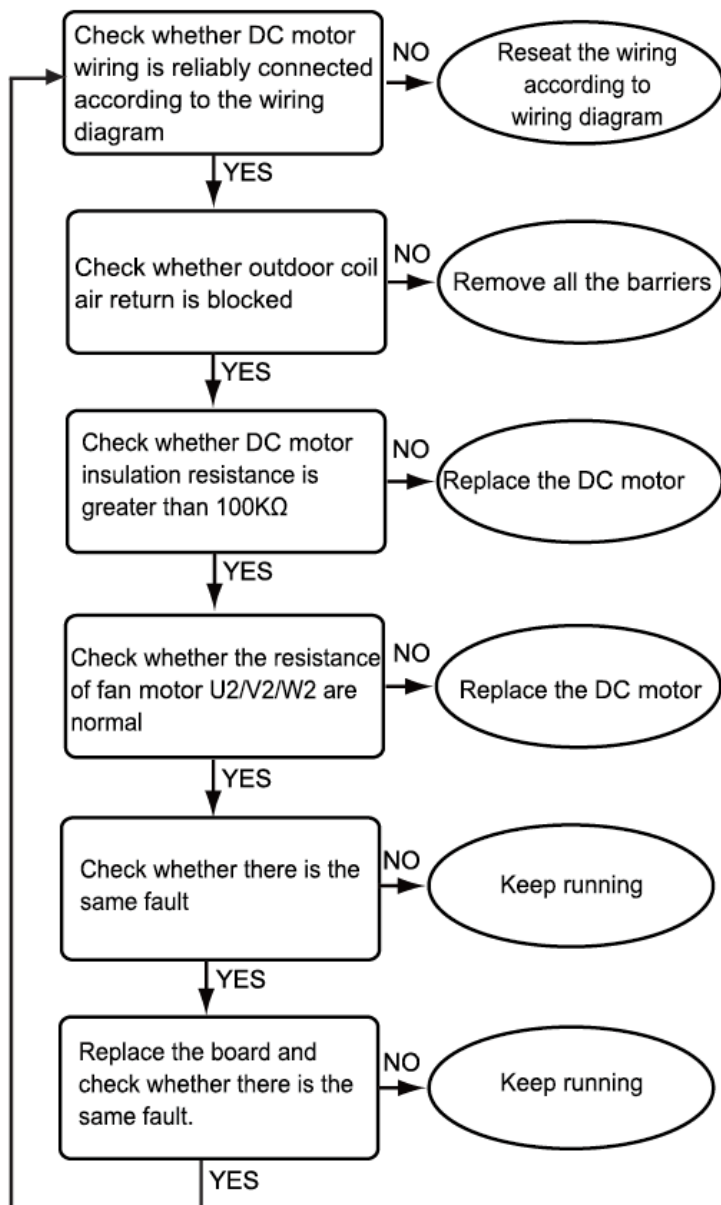 Check whether DC motor
wiring is reliably connected
according to the wiring
diagram
NO
Reseat the wiring
according to
wiring diagram
YES
Check whether outdoor coil
air return is blocked
NO
Remove all the barriers
YES
Check whether DC motor
insulation resistance is
greater than 100KΩ
NO
Replace the DC motor
YES
Check whether the resistance
of fan motor U2/V2/W2 are
normal
NO
Replace the DC motor
YES
Check whether there is the
same fault
NO
Keep running
YES
Replace the board and
check whether there is the
same fault.
NO
Keep running
YES